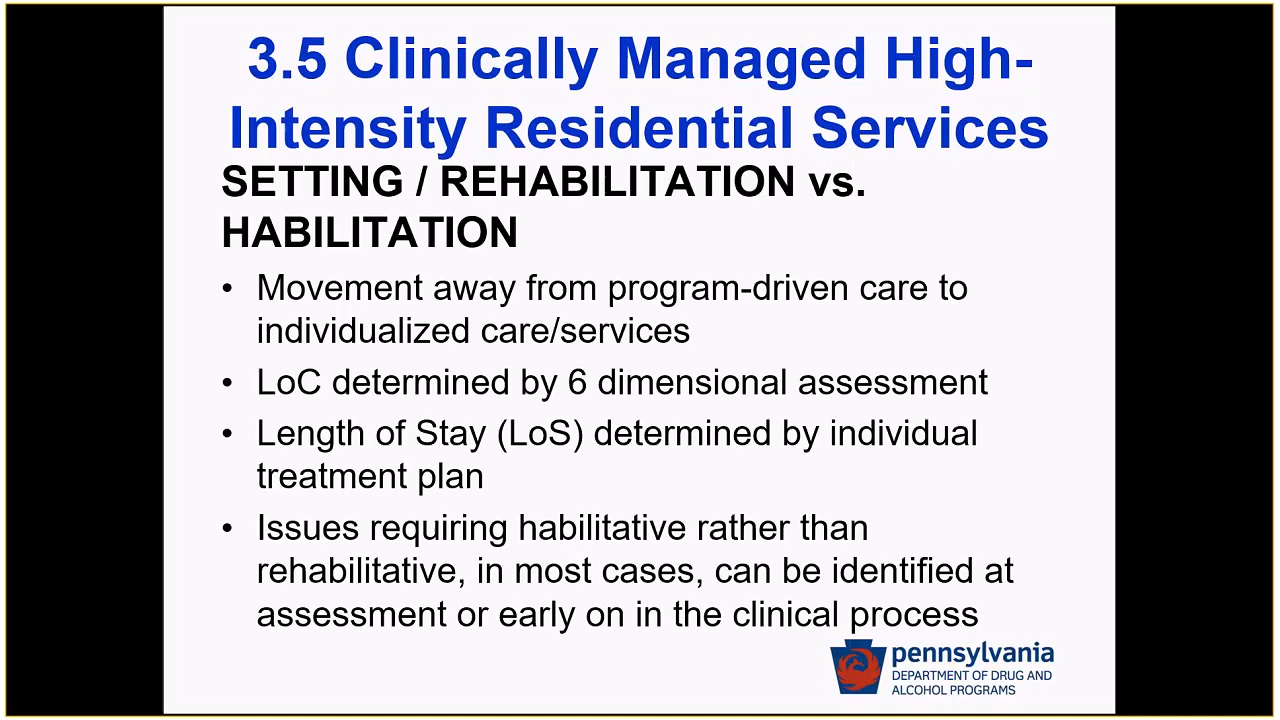 3.5 Clinically Managed High-
Intensity Residential Services
SETTING / REHABILITATION vs.
HABILITATION
• Movement away from program-driven care to
individualized care/services
• LoC determined by 6 dimensional assessment
• Length of Stay (LoS) determined by individual
treatment plan
• Issues requiring habilitative rather than
rehabilitative, in most cases, can be identified at
assessment or early on in the clinical process
pennsylvania
DEPARTMENT OF DRUG AND
ALCOHOL PROGRAMS